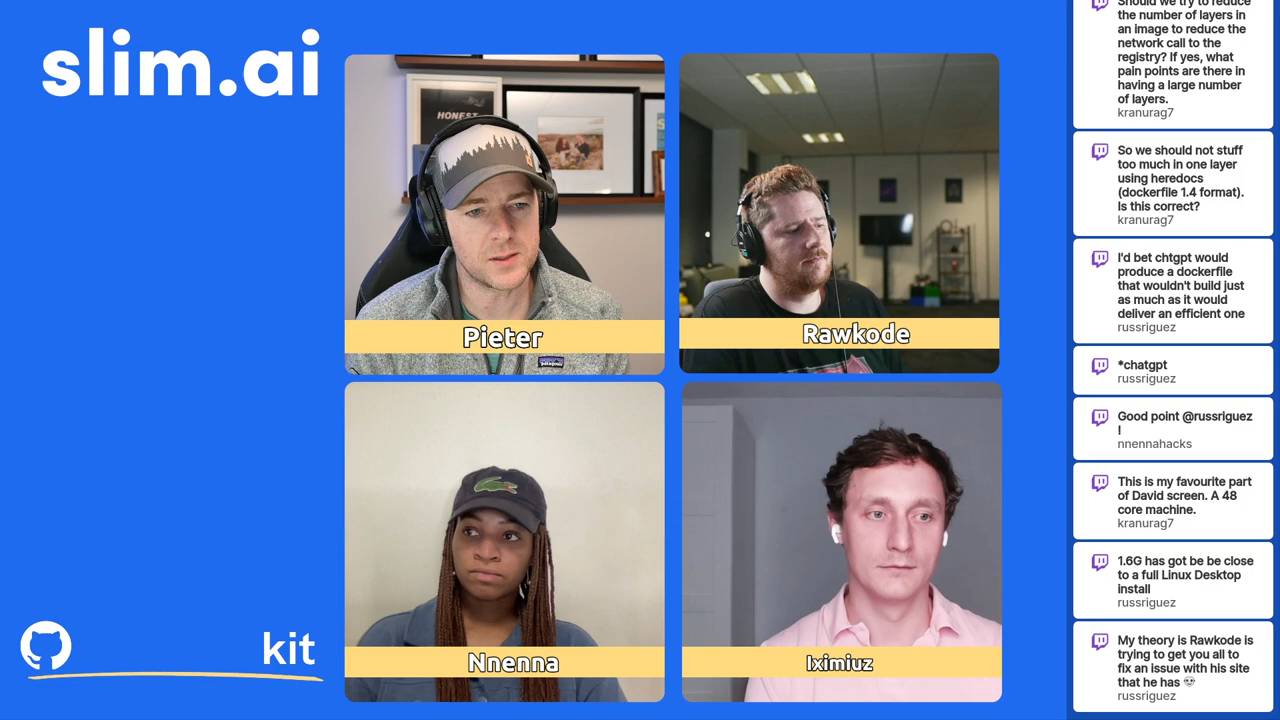 slim.ai
HONEST
Pieter
patagonia
Rawkode
Nnenna
Iximiuz
kit
Should we try to reduce
the number of layers in
an image to reduce the
network call to the
registry? If yes, what
pain points are there in
having a large number
of layers.
kranurag7
So we should not stuff
too much in one layer
using heredocs
(dockerfile 1.4 format).
Is this correct?
kranurag7
I'd bet chtgpt would
produce a dockerfile
that wouldn't build just
as much as it would
deliver an efficient one
russriguez
*chatgpt
russriguez
Good point @russriguez
!
nnennahacks
This is my favourite part
of David screen. A 48
core machine.
kranurag7
1.6G has got be be close
to a full Linux Desktop
install
russriguez
My theory is Rawkode is
trying to get you all to
fix an issue with his site
that he has 💀
russriguez